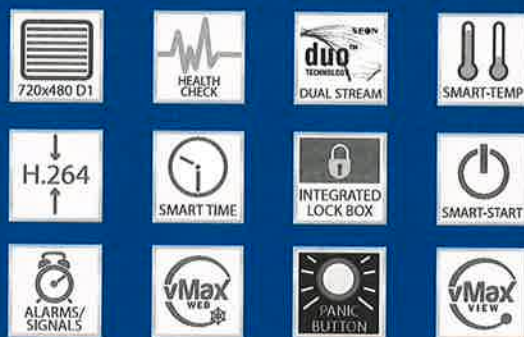 720x480 D1
HEALTH
CHECK
SEON
duo™
TECHNOLOGY
DUAL STREAM
SMART-TEMP
H.264
SMART TIME
INTEGRATED
LOCK BOX
SMART-START
ALARMS/
SIGNALS
vMax
WEB
PANIC
BUTTON
vMax
VIEW